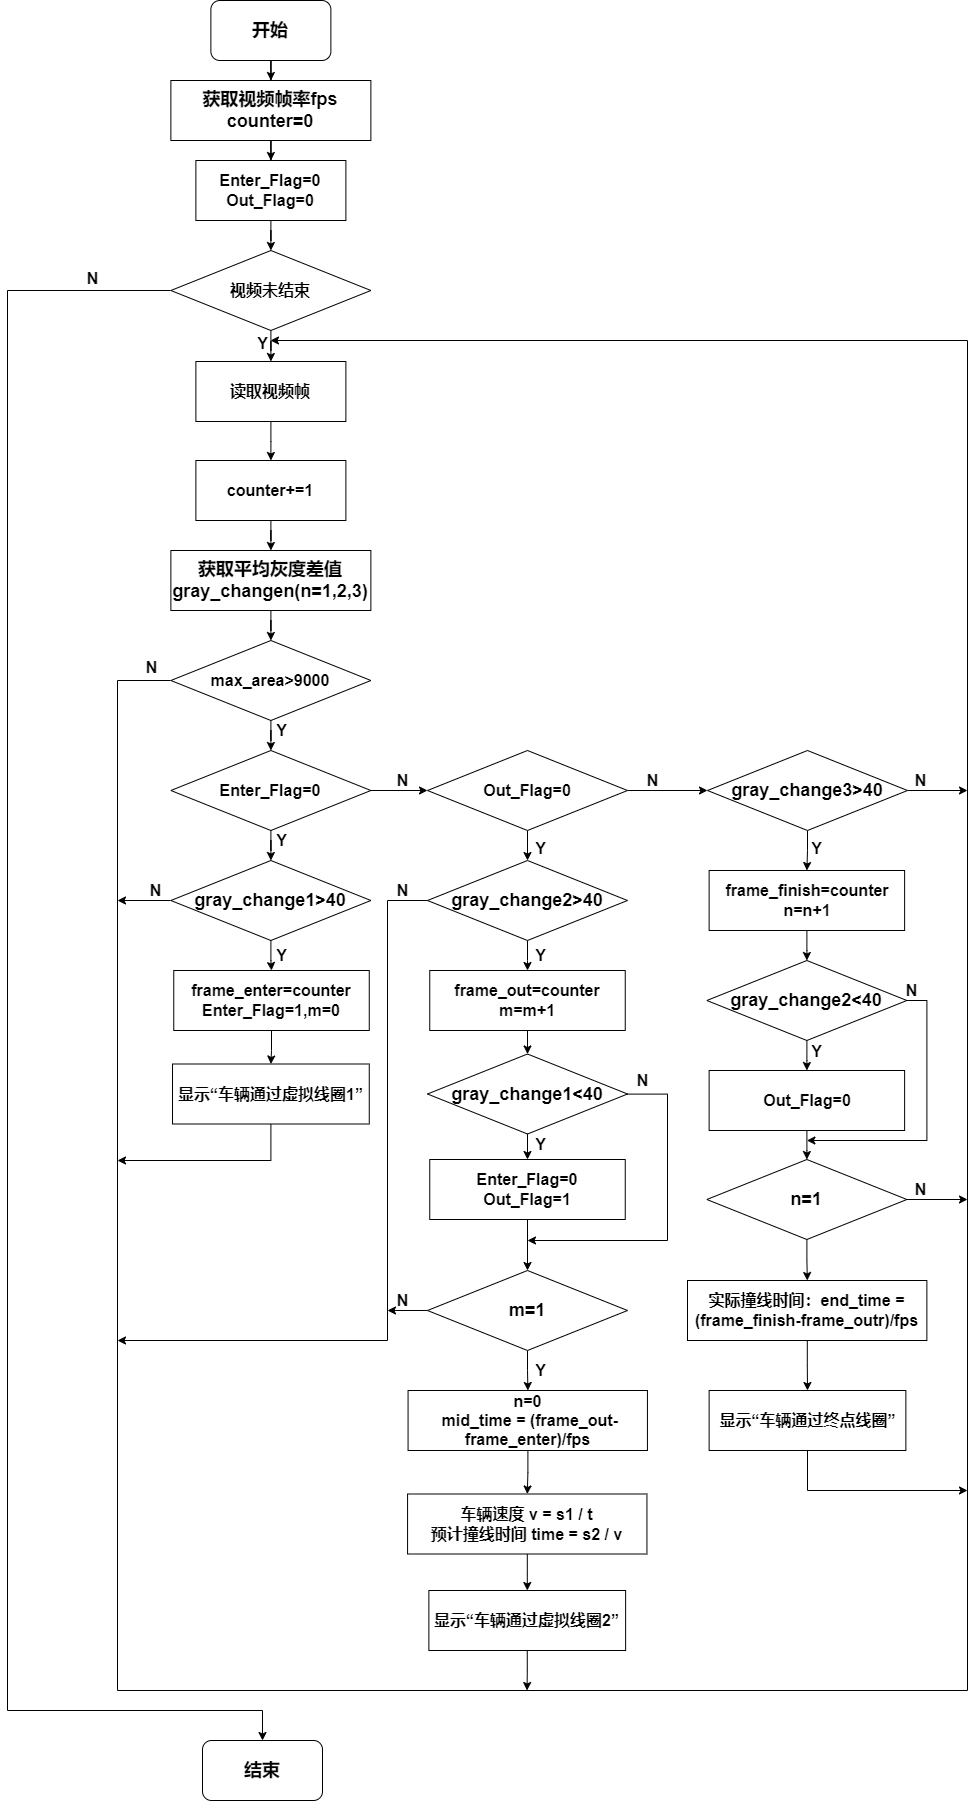 开始
获取视频帧率fps
counter=0
Enter_Flag=0
Out_Flag=0
视频未结束
N
Y
读取视频帧
counter+=1
获取平均灰度差值
gray_changen(n=1,2,3)
max_area>9000
N
Y
Enter_Flag=0
N
Out_Flag=0
N
gray_change3>40
N
Y
Y
Y
gray_change1>40
N
Y
gray_change2>40
N
Y
frame_finish=counter
n=n+1
frame_enter=counter
Enter_Flag=1,m=0
frame_out=counter
m=m+1
gray_change2<40
N
Y
显示“车辆通过虚拟线圈1”
gray_change1<40
N
Y
Out_Flag=0
Enter_Flag=0
Out_Flag=1
n=1
N
m=1
N
Y
实际撞线时间：end_time =
(frame_finish-frame_outr)/fps
n=0
mid_time = (frame_out-
frame_enter)/fps
显示“车辆通过终点线圈”
车辆速度 v = s1 / t
预计撞线时间 time = s2 / v
显示“车辆通过虚拟线圈2”
结束